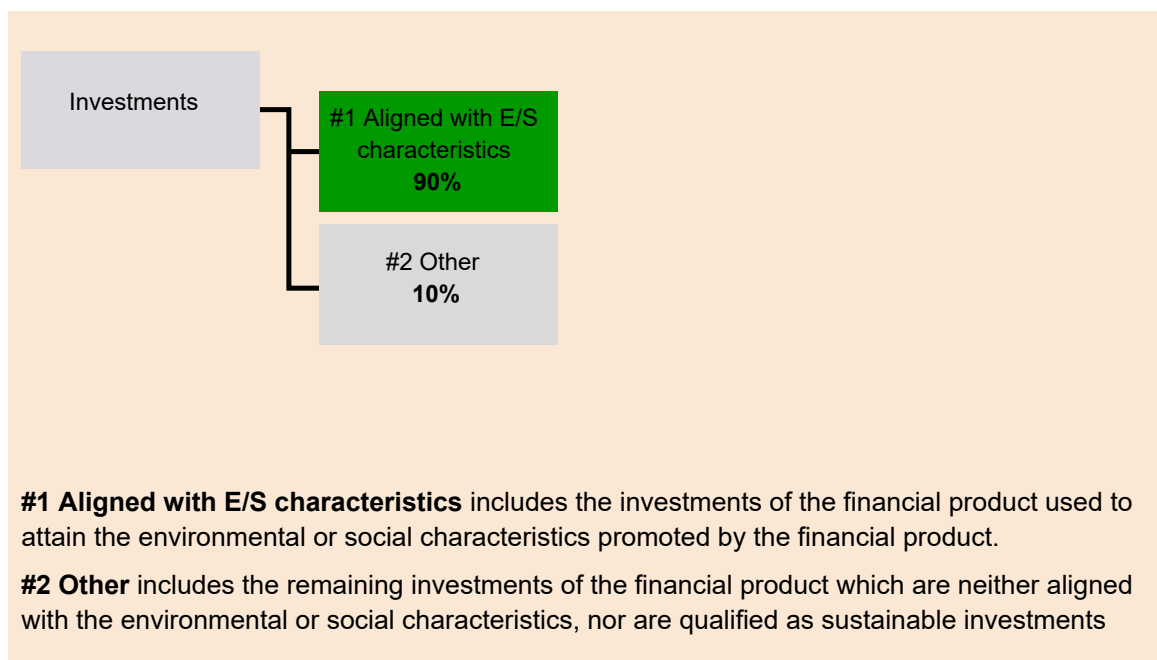 Investments
#1 Aligned with E/S
characteristics
90%
#2 Other
10%
#1 Aligned with E/S characteristics includes the investments of the financial product used to
attain the environmental or social characteristics promoted by the financial product.
#2 Other includes the remaining investments of the financial product which are neither aligned
with the environmental or social characteristics, nor are qualified as sustainable investments